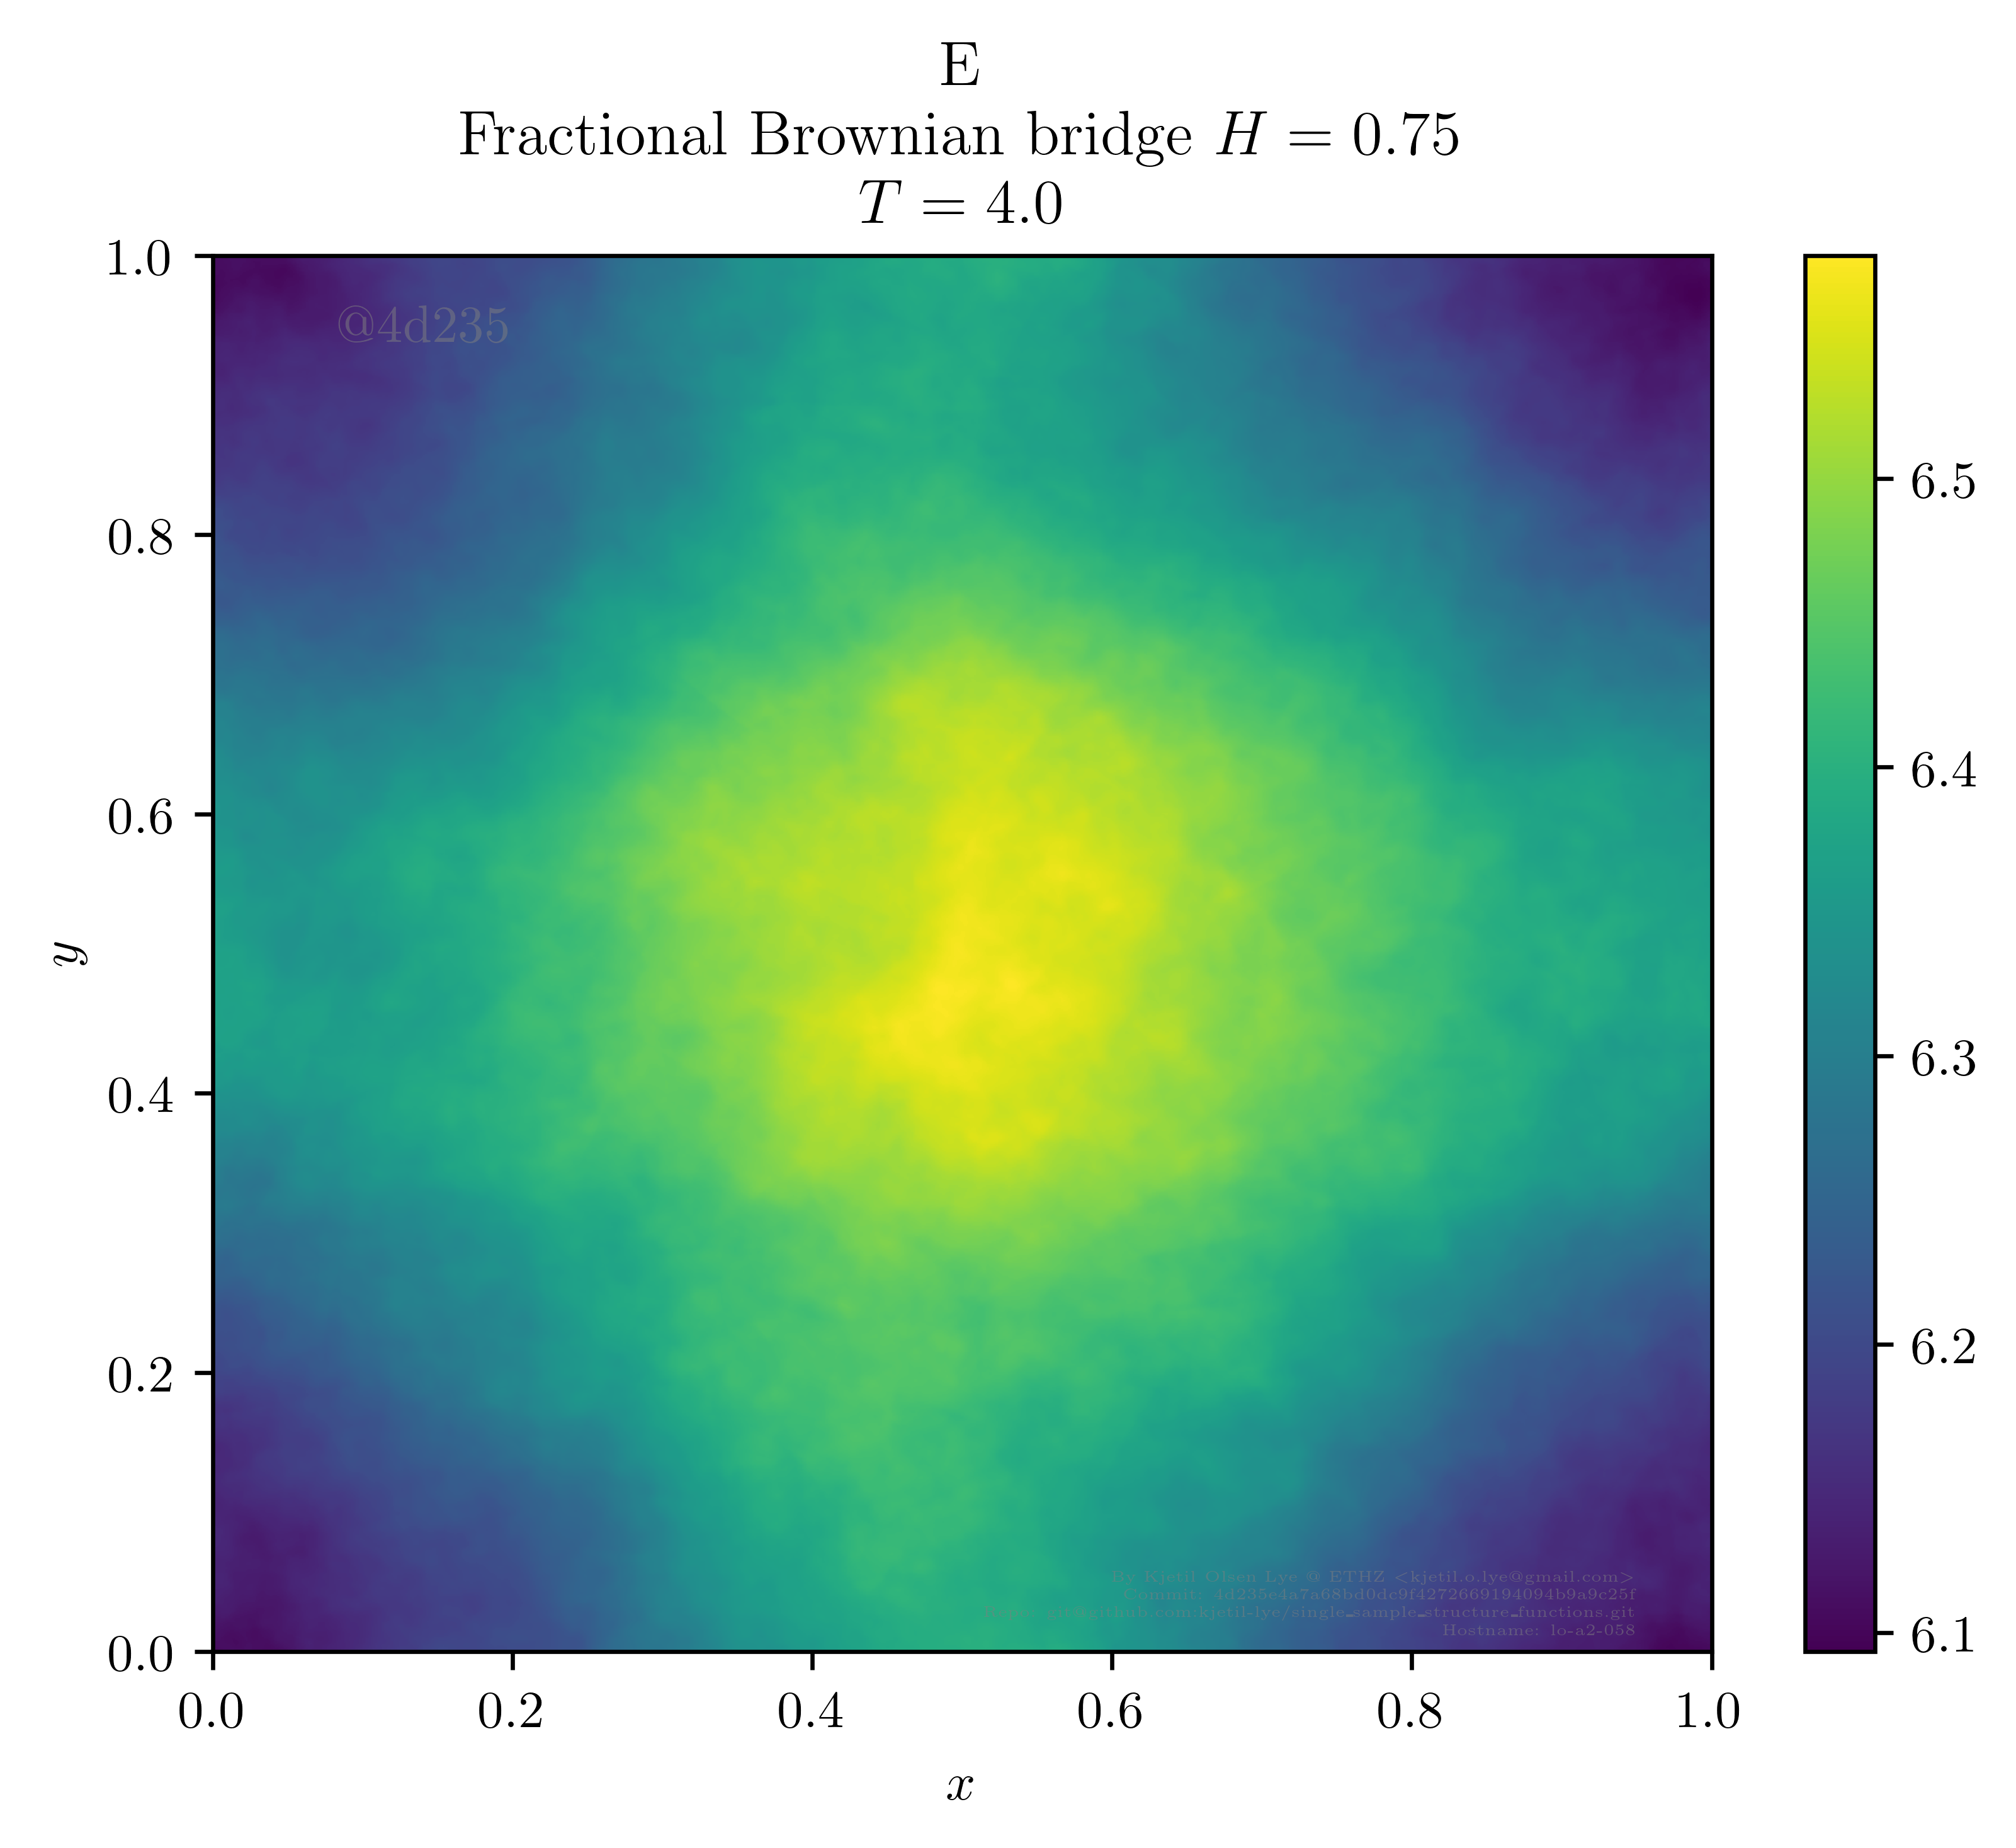 E
Fractional Brownian bridge H = 0.75
T = 4.0
1.0
0.8
0.6
0.4
0.2
0.0
y
@4d235
By Kjetil Olsen Lye @ ETHZ <kjetil.o.lye@gmail.com>
Commit: 4d235e4a7a68bd0dc9f4272669194094b9a9c25f
git@github.com:kjetil-lye/single_sample_structure_functions.git
Hostname: lo-a2-058
0.0 0.2 0.4 0.6 0.8 1.0
x
6.5
6.4
6.3
6.2
6.1